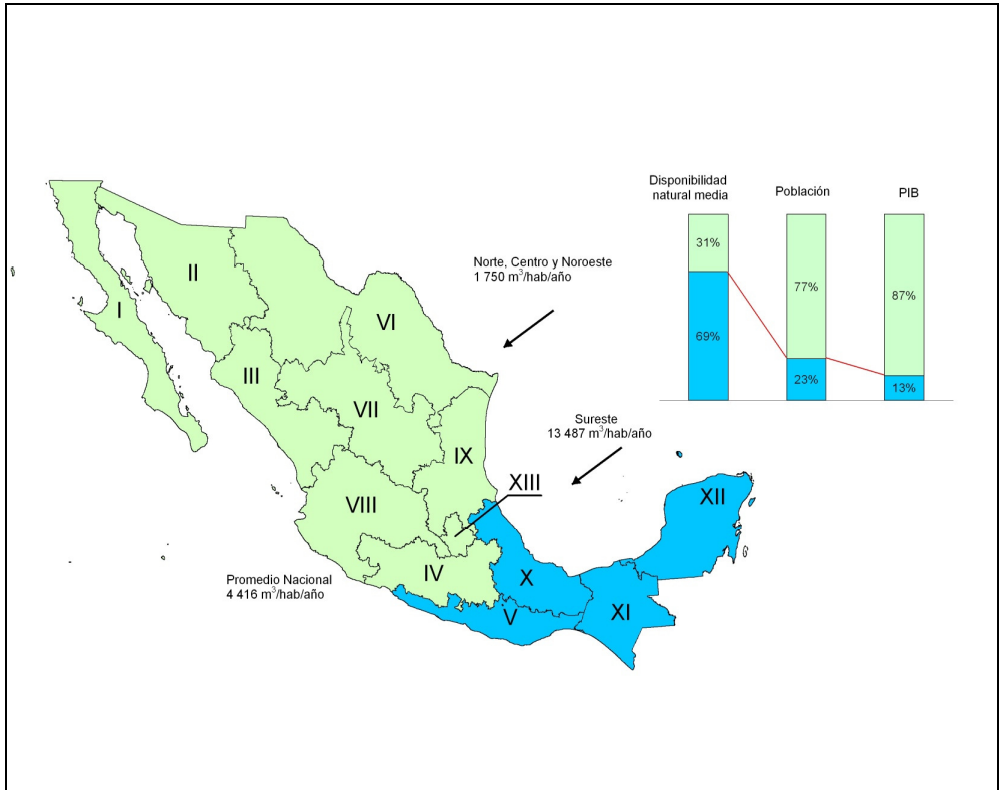 Disponibilidad
natural media
Población
PIB
31%
77%
87%
69%
23%
13%
Norte, Centro y Noroeste
1 750 m³/hab/año
Sureste
13 487 m³/hab/año
Promedio Nacional
4 416 m³/hab/año
I
II
III
VI
VII
IX
VIII
XIII
IV
X
V
XI
XII